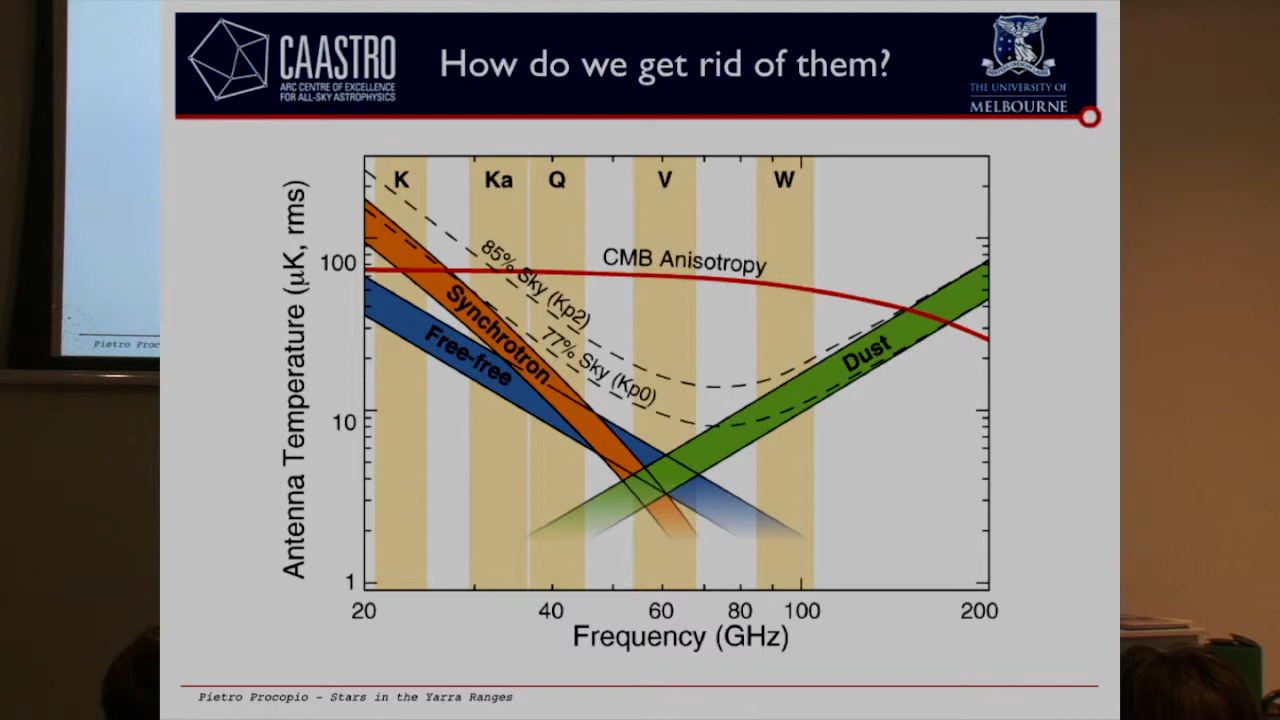 CAASTRO
ARC CENTRE OF EXCELLENCE
FOR ALL-SKY ASTROPHYSICS
How do we get rid of them?
THE UNIVERSITY OF
MELBOURNE
K Ka Q V W
85% Sky (Kp2)
CMB Anisotropy
Synchrotron
77% Sky (Kp0)
Free-free
Dust
Antenna Temperature (μK, rms)
100
10
1
20 40 60 80 100 200
Frequency (GHz)
Pietro Procopio - Stars in the Yarra Ranges
Pietro Proc